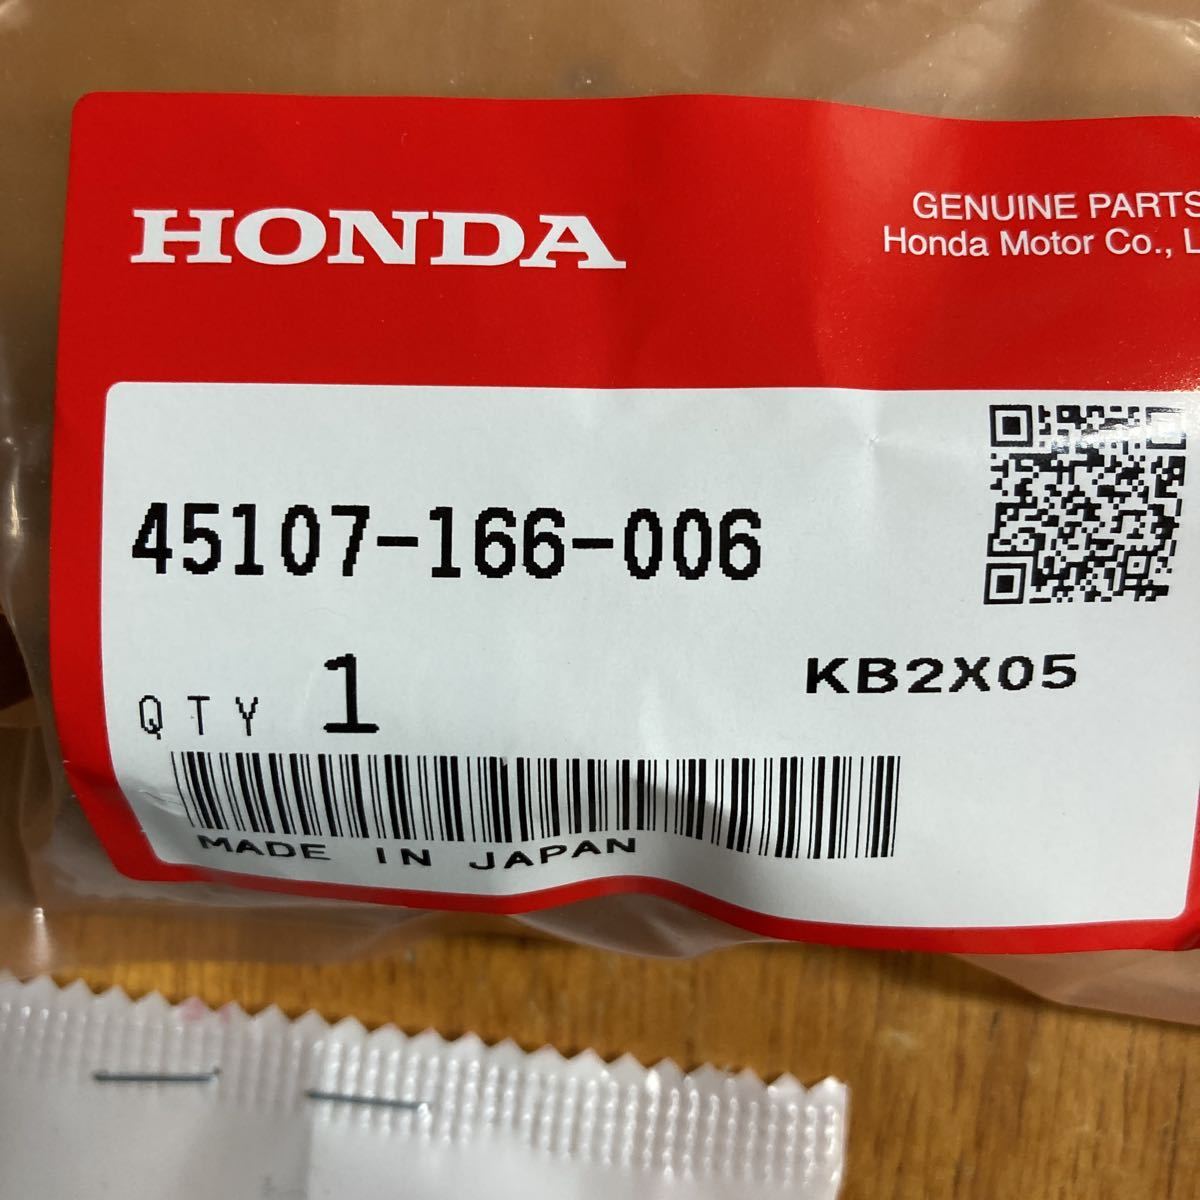 HONDA
GENUINE PARTS
Honda Motor Co., L
45107-166-006
QTY 1
KB2X05
MADE IN JAPAN